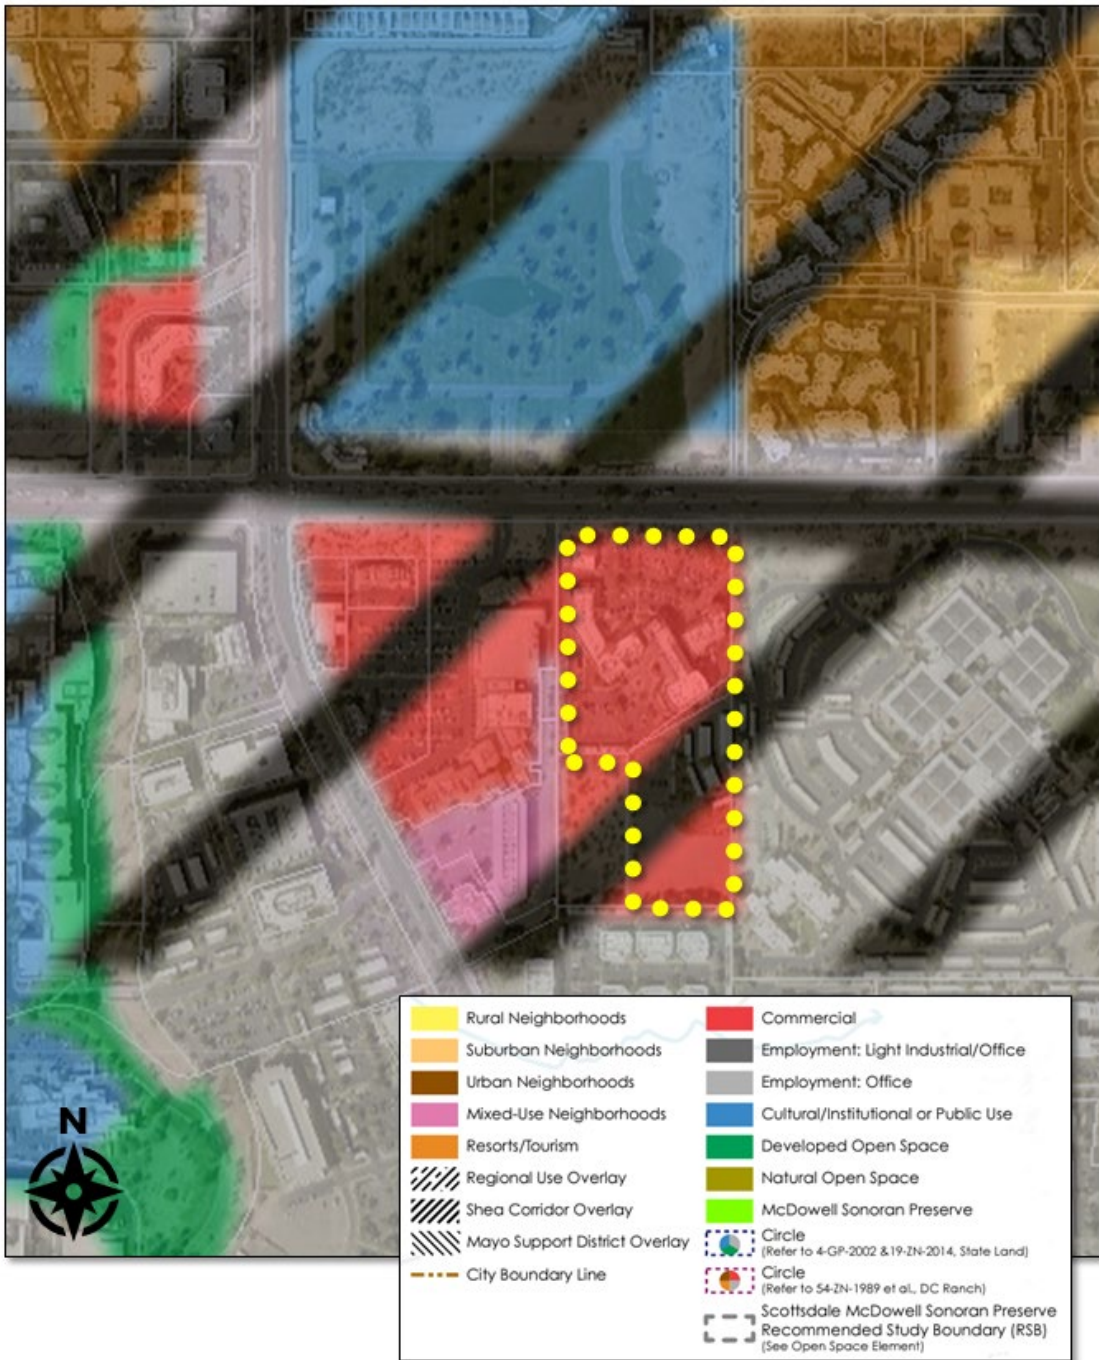 N
Rural Neighborhoods
Suburban Neighborhoods
Urban Neighborhoods
Mixed-Use Neighborhoods
Resorts/Tourism
Regional Use Overlay
Shea Corridor Overlay
Mayo Support District Overlay
City Boundary Line
Commercial
Employment: Light Industrial/Office
Employment: Office
Cultural/Institutional or Public Use
Developed Open Space
Natural Open Space
McDowell Sonoran Preserve
Circle
(Refer to 4-GP-2002 &19-ZN-2014, State Land)
Circle
(Refer to 54-ZN-1989 et al., DC Ranch)
Scottsdale McDowell Sonoran Preserve
Recommended Study Boundary (RSB)
(See Open Space Element)